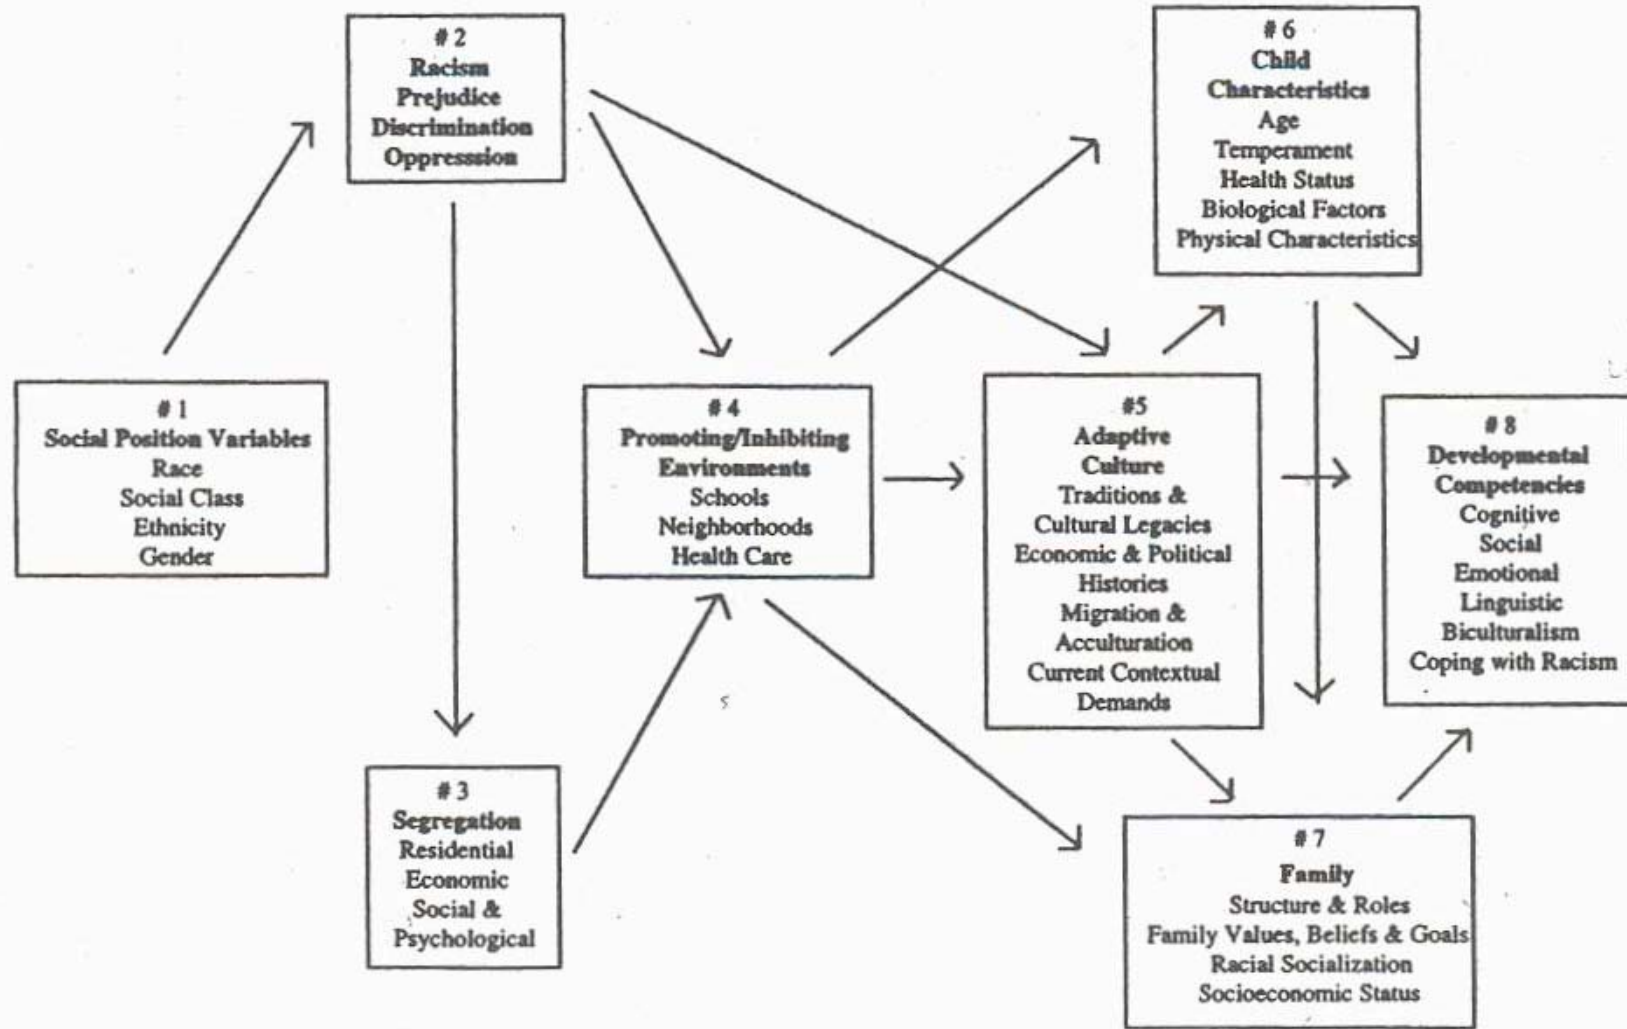 # 2
Racism
Prejudice
Discrimination
Oppresssion
# 6
Child
Characteristics
Age
Temperament
Health Status
Biological Factors
Physical Characteristics
# 1
Social Position Variables
Race
Social Class
Ethnicity
Gender
# 4
Promoting/Inhibiting
Environments
Schools
Neighborhoods
Health Care
#5
Adaptive
Culture
Traditions &
Cultural Legacies
Economic & Political
Histories
Migration &
Acculturation
Current Contextual
Demands
# 8
Developmental
Competencies
Cognitive
Social
Emotional
Linguistic
Biculturalism
Coping with Racism
# 3
Segregation
Residential
Economic
Social &
Psychological
# 7
Family
Structure & Roles
Family Values, Beliefs & Goals
Racial Socialization
Socioeconomic Status